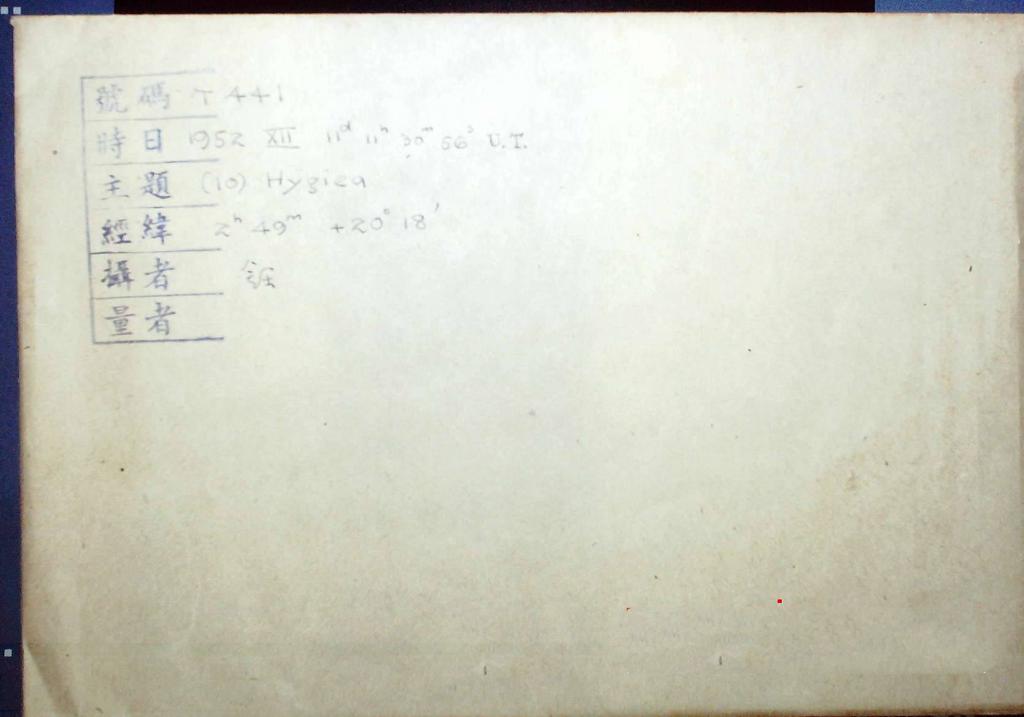 號碼 T 441
時日 1952 XII 11ᵈ 11ʰ 30ᵐ 56ˢ U.T.
主題 (10) Hygiea
經緯 2ʰ 49ᵐ +20° 18′
攝者
量者